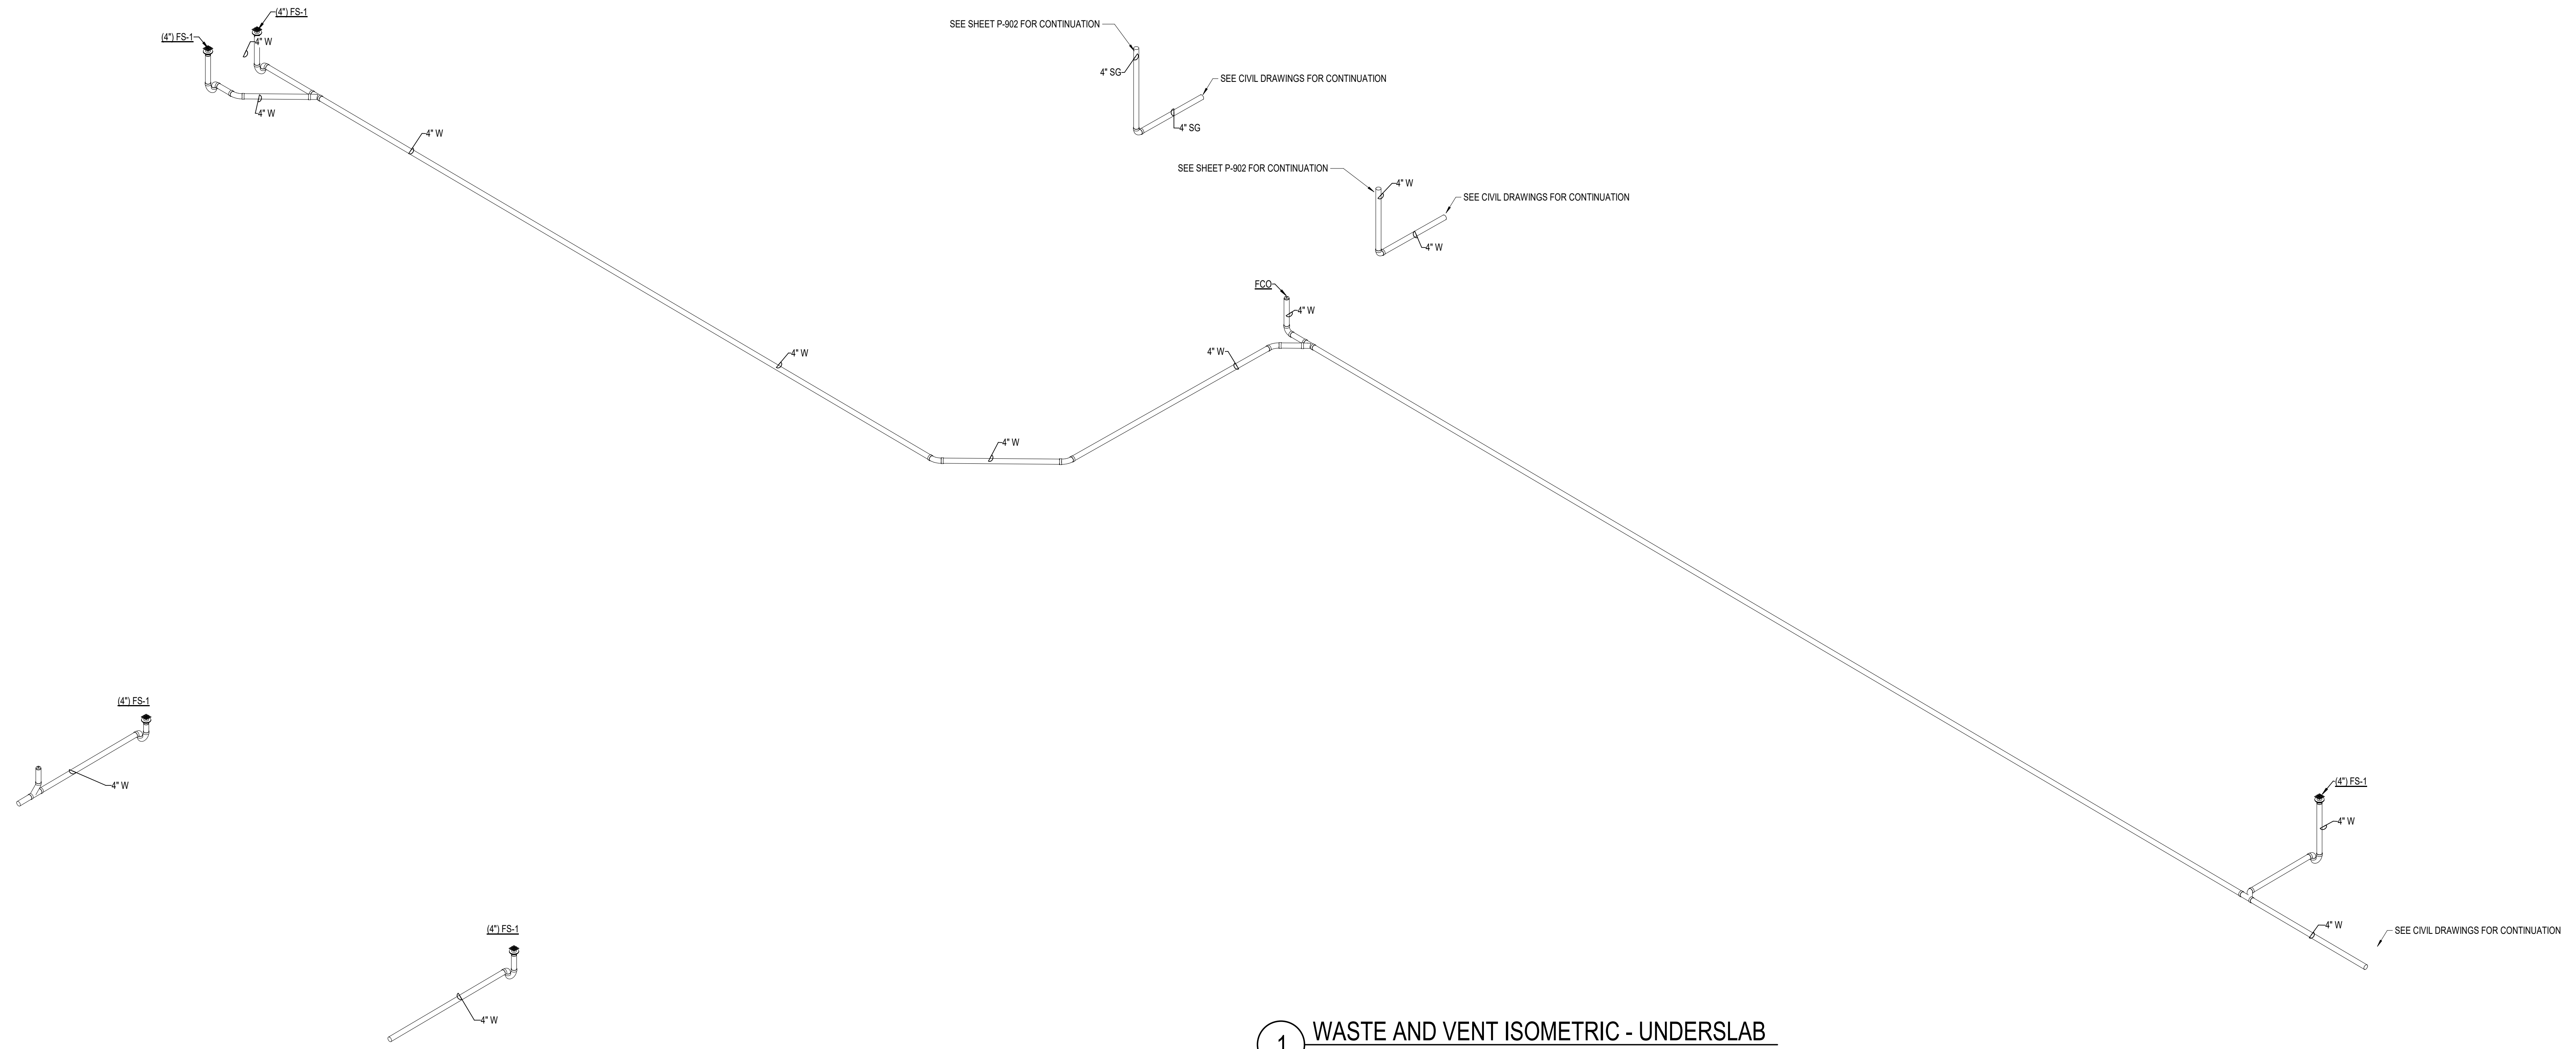 (4") FS-1
SEE SHEET P-902 FOR CONTINUATION
(4") FS-1
4" W
4" SG
SEE CIVIL DRAWINGS FOR CONTINUATION
4" W
4" SG
4" W
SEE SHEET P-902 FOR CONTINUATION
4" W
SEE CIVIL DRAWINGS FOR CONTINUATION
4" W
FCO
4" W
4" W
4" W
4" W
(4") FS-1
4" W
(4") FS-1
4" W
(4") FS-1
4" W
SEE CIVIL DRAWINGS FOR CONTINUATION
4" W
1
WASTE AND VENT ISOMETRIC - UNDERSLAB